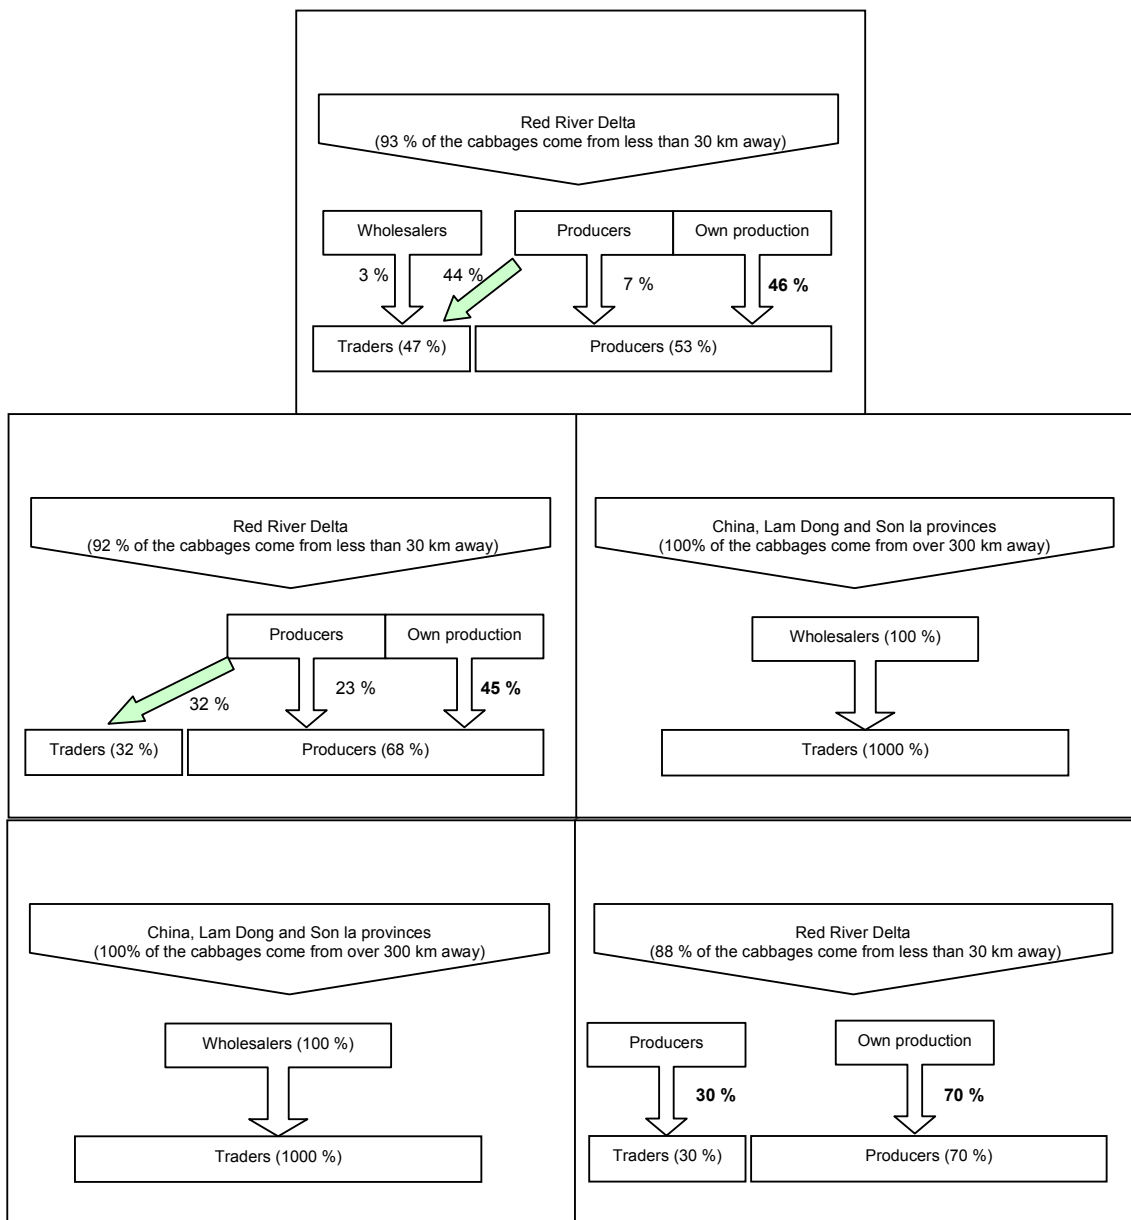 Red River Delta
(93 % of the cabbages come from less than 30 km away)
Wholesalers
Producers
Own production
3 %
44 %
7 %
46 %
Traders (47 %)
Producers (53 %)
Red River Delta
(92 % of the cabbages come from less than 30 km away)
Producers
Own production
32 %
23 %
45 %
Traders (32 %)
Producers (68 %)
China, Lam Dong and Son la provinces
(100% of the cabbages come from over 300 km away)
Wholesalers (100 %)
Traders (1000 %)
China, Lam Dong and Son la provinces
(100% of the cabbages come from over 300 km away)
Wholesalers (100 %)
Traders (1000 %)
Red River Delta
(88 % of the cabbages come from less than 30 km away)
Producers
Own production
30 %
70 %
Traders (30 %)
Producers (70 %)